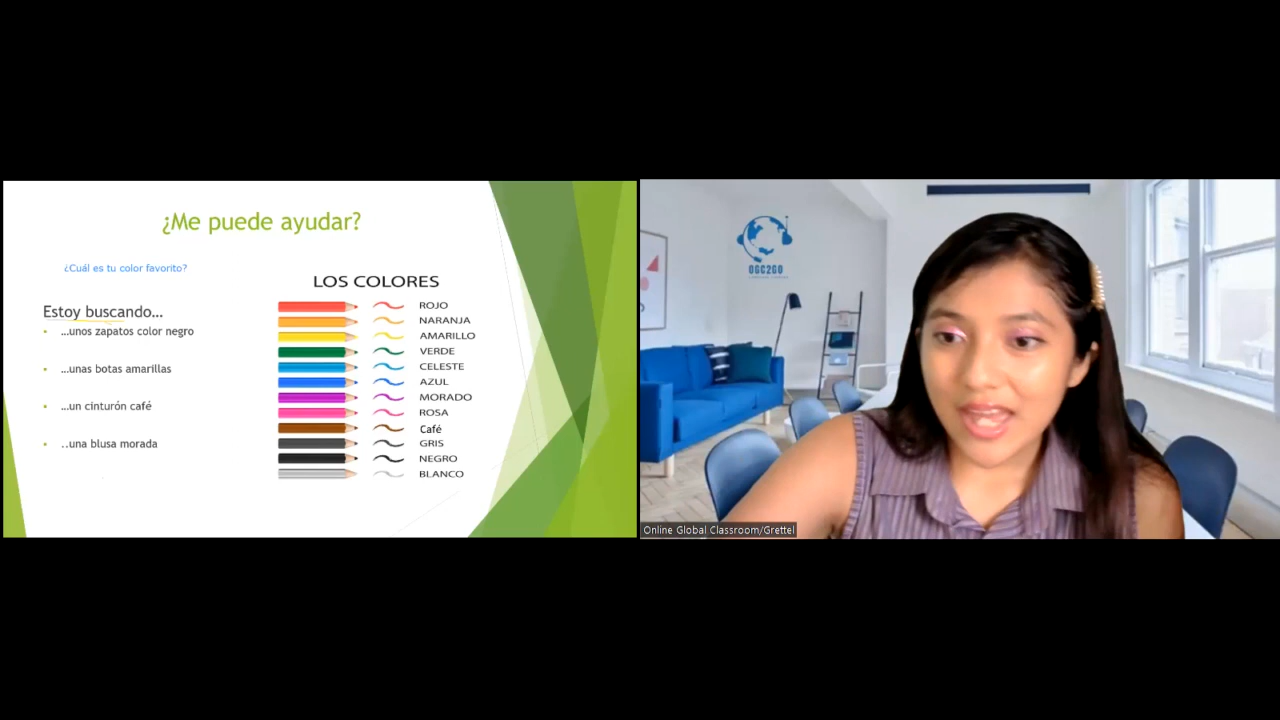 ¿Me puede ayudar?
¿Cuál es tu color favorito?
Estoy buscando...
...unos zapatos color negro
...unas botas amarillas
...un cinturón café
..una blusa morada
LOS COLORES
ROJO
NARANJA
AMARILLO
VERDE
CELESTE
AZUL
MORADO
ROSA
Café
GRIS
NEGRO
BLANCO
OGC2GO
Online Global Classroom/Grettel